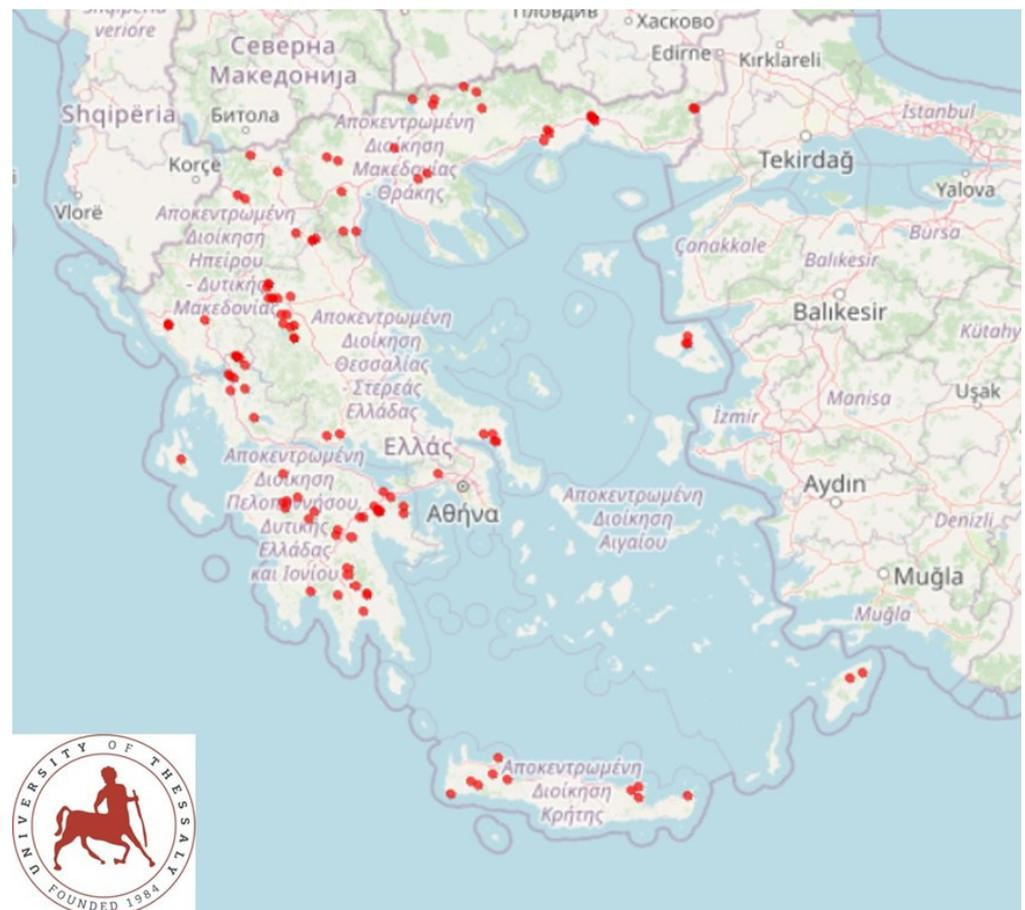 veriore
Пловдив
Хасково
Edirne
Kırklareli
Северна
Македонија
Shqipëria
Битола
İstanbul
Αποκεντρωμένη
Διοίκηση
Μακεδονίας
- Θράκης
Korçë
Tekirdağ
Yalova
Vlorë
Αποκεντρωμένη
Διοίκηση
Ηπείρου
- Δυτικής
Μακεδονίας
Çanakkale
Bursa
Balıkesir
Balıkesir
Αποκεντρωμένη
Διοίκηση
Θεσσαλίας
- Στερεάς
Ελλάδας
Kütahy
Manisa
Uşak
İzmir
Ελλάς
Αποκεντρωμένη
Διοίκηση
Πελοποννήσου,
Δυτικής
Ελλάδας
και Ιονίου
Αθήνα
Αποκεντρωμένη
Διοίκηση
Αιγαίου
Aydın
Denizli
Muğla
Muğla
Αποκεντρωμένη
Διοίκηση
Κρήτης
UNIVERSITY OF THESSALY
FOUNDED 1984